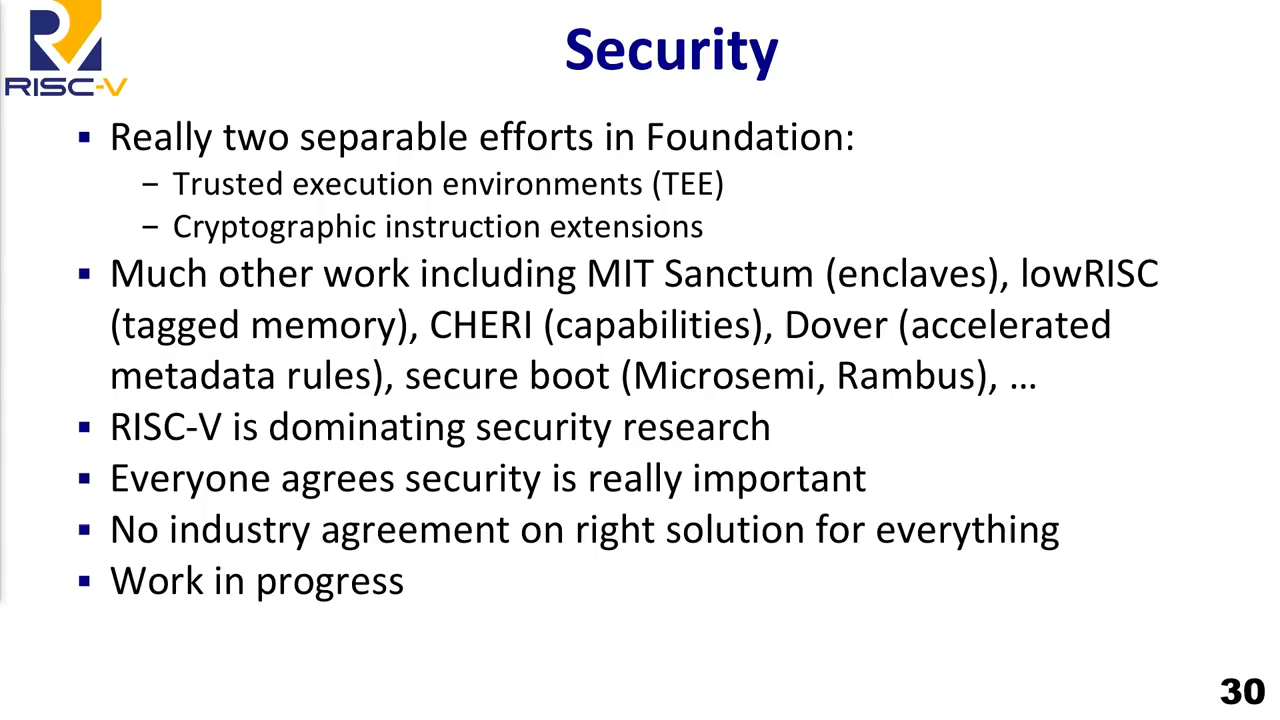 RISC-V
Security
▪ Really two separable efforts in Foundation:
– Trusted execution environments (TEE)
– Cryptographic instruction extensions
▪ Much other work including MIT Sanctum (enclaves), lowRISC
(tagged memory), CHERI (capabilities), Dover (accelerated
metadata rules), secure boot (Microsemi, Rambus), …
▪ RISC-V is dominating security research
▪ Everyone agrees security is really important
▪ No industry agreement on right solution for everything
▪ Work in progress
30